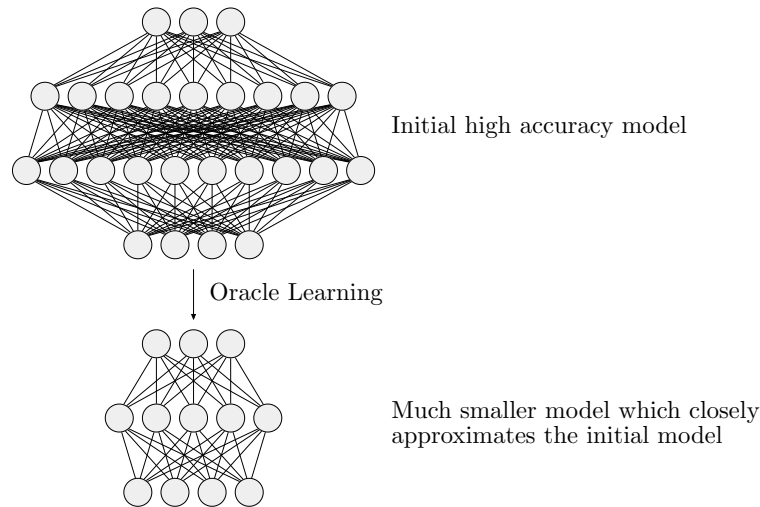 Initial high accuracy model
Oracle Learning
Much smaller model which closely
approximates the initial model